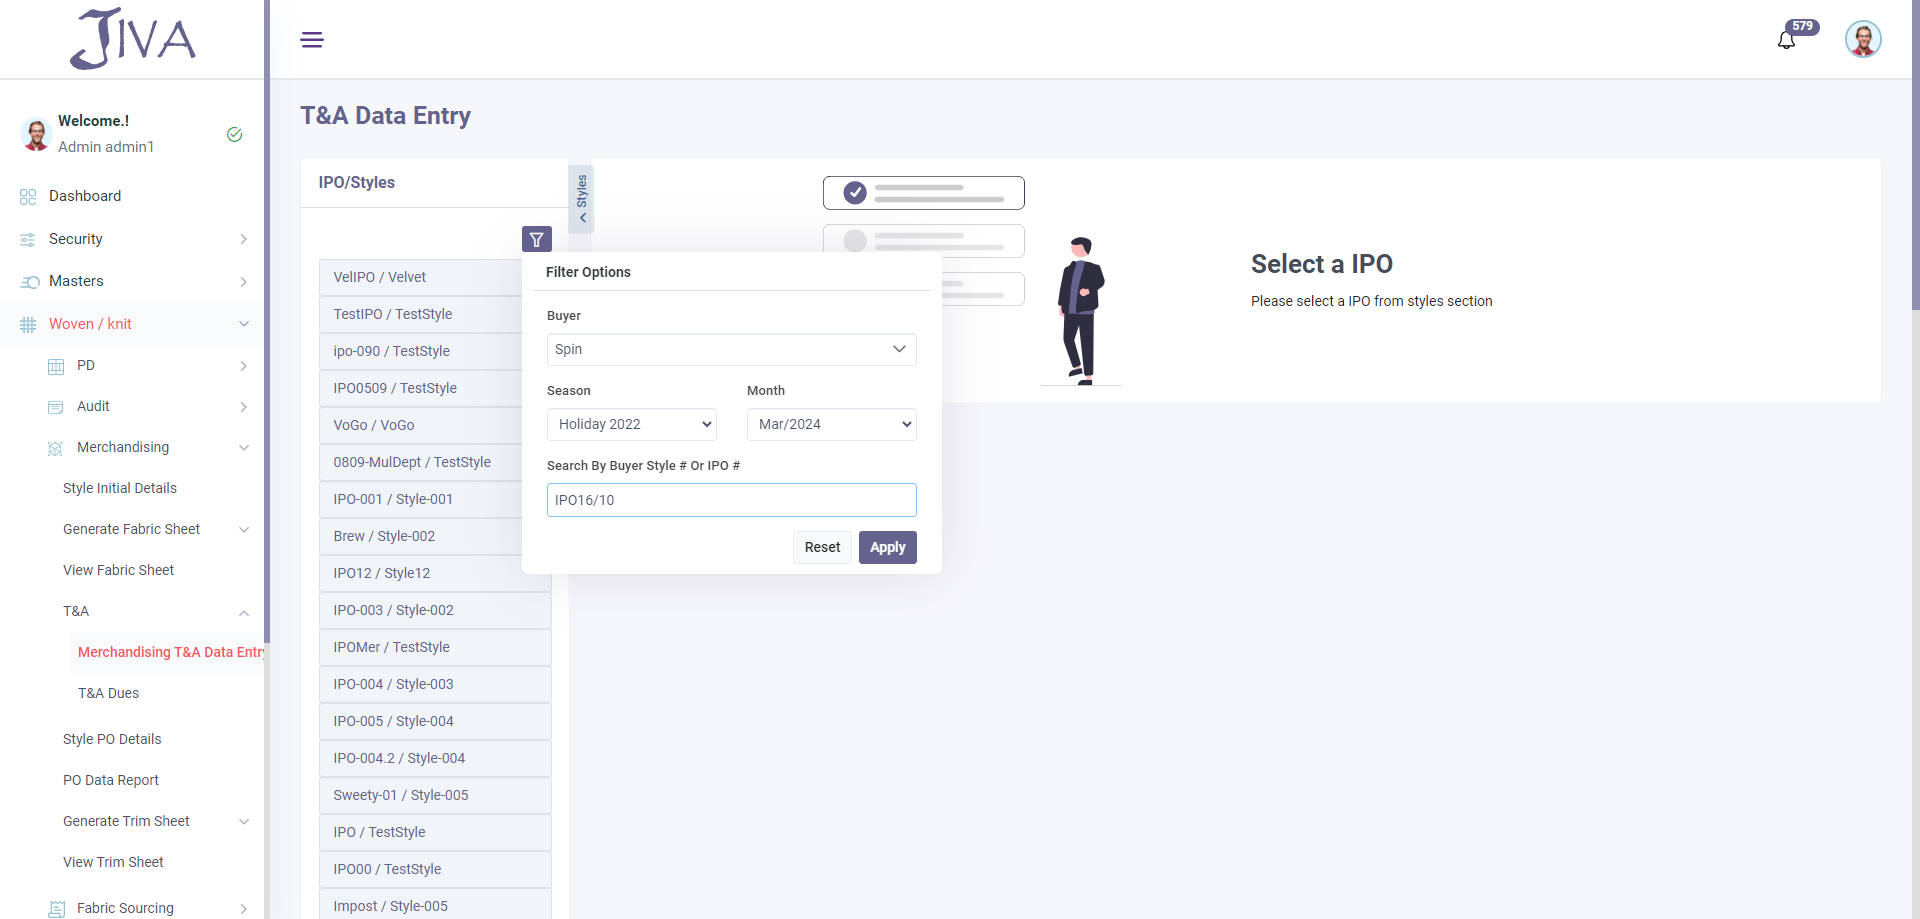 JIVA
579
Welcome.!
Admin admin1
Dashboard
Security
Masters
Woven / knit
PD
Audit
Merchandising
Style Initial Details
Generate Fabric Sheet
View Fabric Sheet
T&A
Merchandising T&A Data Entry
T&A Dues
Style PO Details
PO Data Report
Generate Trim Sheet
View Trim Sheet
Fabric Sourcing
T&A Data Entry
IPO/Styles
Styles
VelIPO / Velvet
TestIPO / TestStyle
ipo-090 / TestStyle
IPO0509 / TestStyle
VoGo / VoGo
0809-MulDept / TestStyle
IPO-001 / Style-001
Brew / Style-002
IPO12 / Style12
IPO-003 / Style-002
IPOMer / TestStyle
IPO-004 / Style-003
IPO-005 / Style-004
IPO-004.2 / Style-004
Sweety-01 / Style-005
IPO / TestStyle
IPO00 / TestStyle
Impost / Style-005
Filter Options
Buyer
Spin
Season Month
Holiday 2022 Mar/2024
Search By Buyer Style # Or IPO #
IPO16/10
Reset Apply
Select a IPO
Please select a IPO from styles section